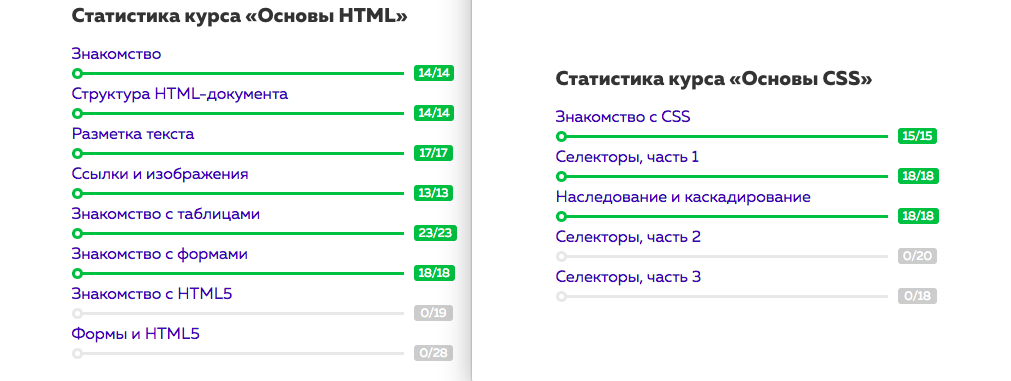 Статистика курса «Основы HTML»
Знакомство
14/14
Структура HTML-документа
14/14
Разметка текста
17/17
Ссылки и изображения
13/13
Знакомство с таблицами
23/23
Знакомство с формами
18/18
Знакомство с HTML5
0/19
Формы и HTML5
0/28
Статистика курса «Основы CSS»
Знакомство с CSS
15/15
Селекторы, часть 1
18/18
Наследование и каскадирование
18/18
Селекторы, часть 2
0/20
Селекторы, часть 3
0/18